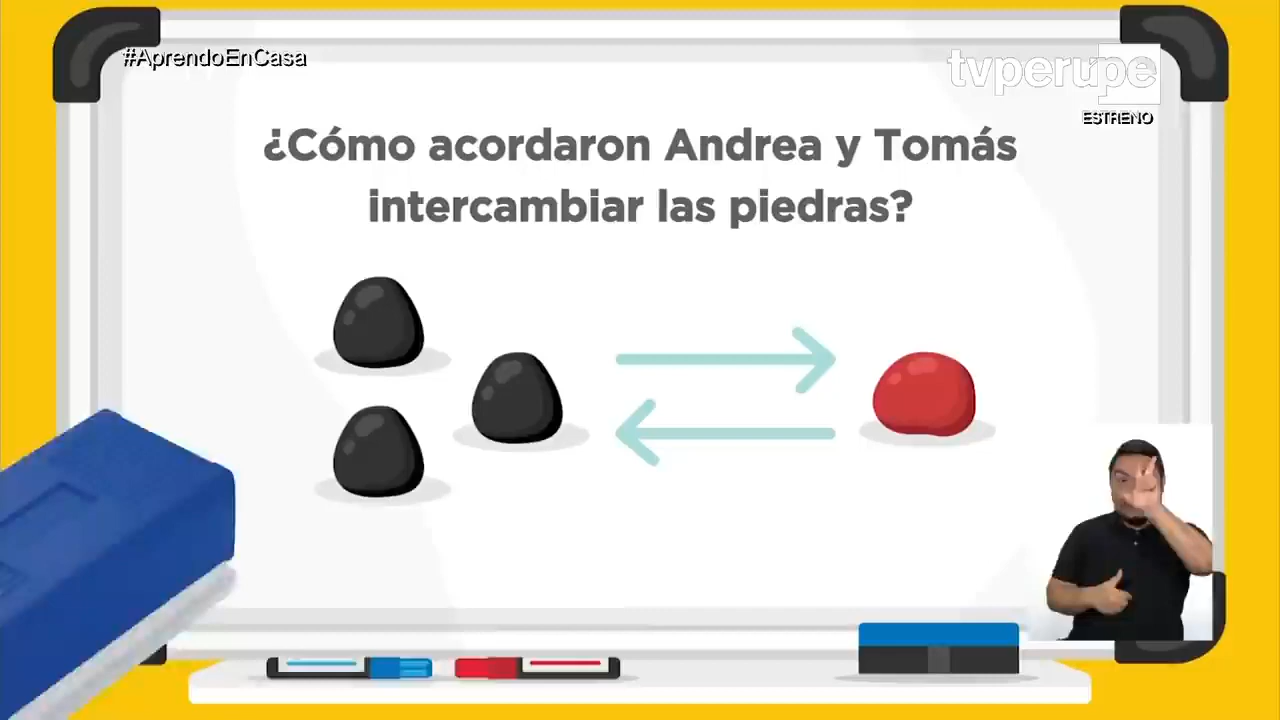 #AprendoEnCasa
tvperupe
ESTRENO
¿Cómo acordaron Andrea y Tomás
intercambiar las piedras?